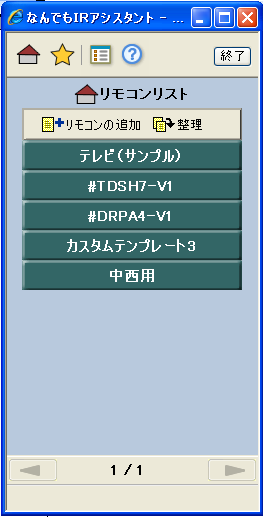 なんでもIRアシスタント - ...
終了
リモコンリスト
リモコンの追加 整理
テレビ(サンプル)
#TDSH7-V1
#DRPA4-V1
カスタムテンプレート3
中西用
1 / 1